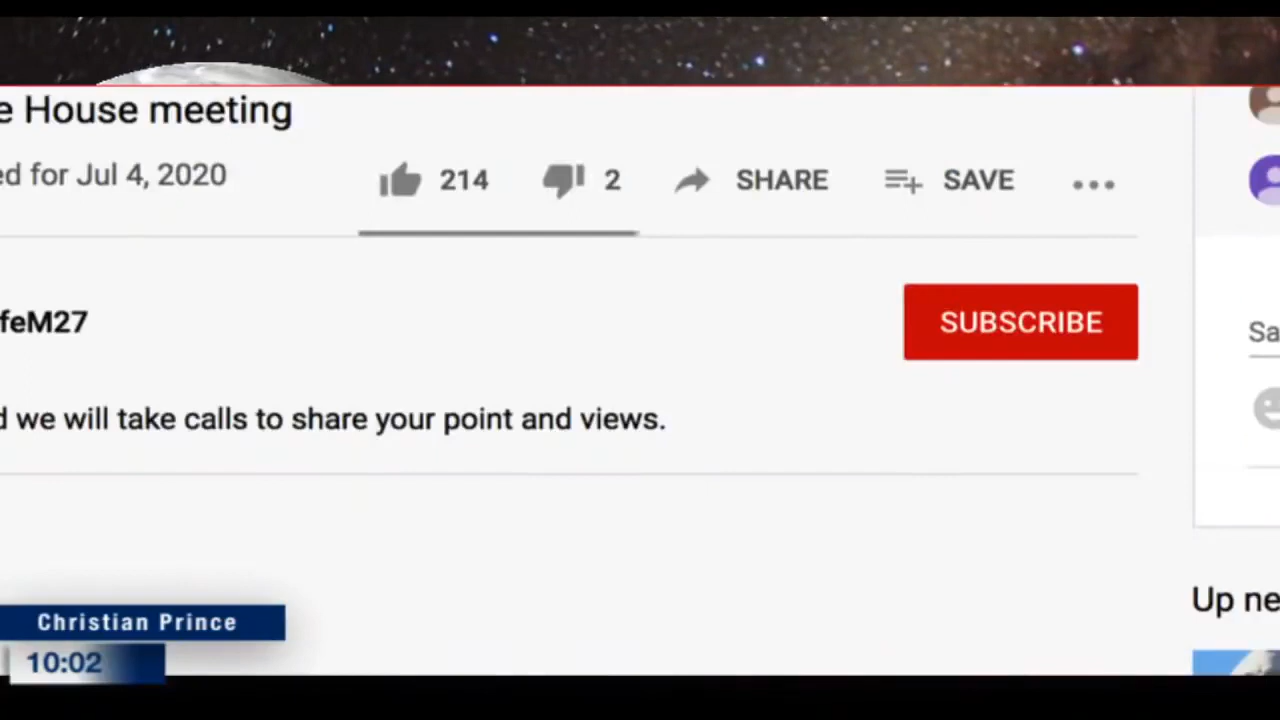 e House meeting
ed for Jul 4, 2020
214 2 SHARE SAVE
feM27
SUBSCRIBE
Sa
d we will take calls to share your point and views.
Up ne
Christian Prince
10:02